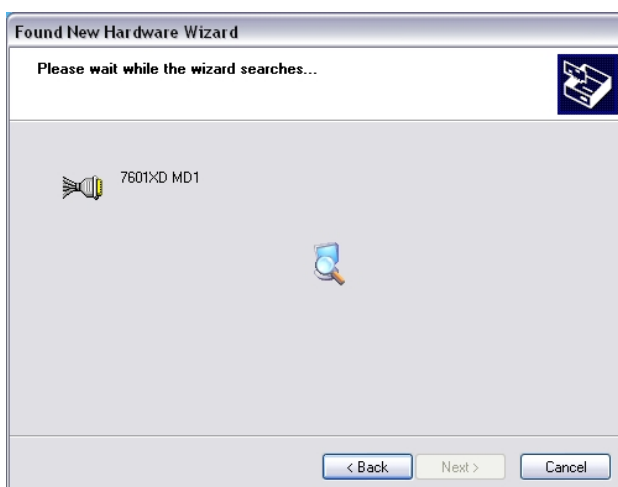 Found New Hardware Wizard
Please wait while the wizard searches...
7601XD MD1
< Back
Next >
Cancel